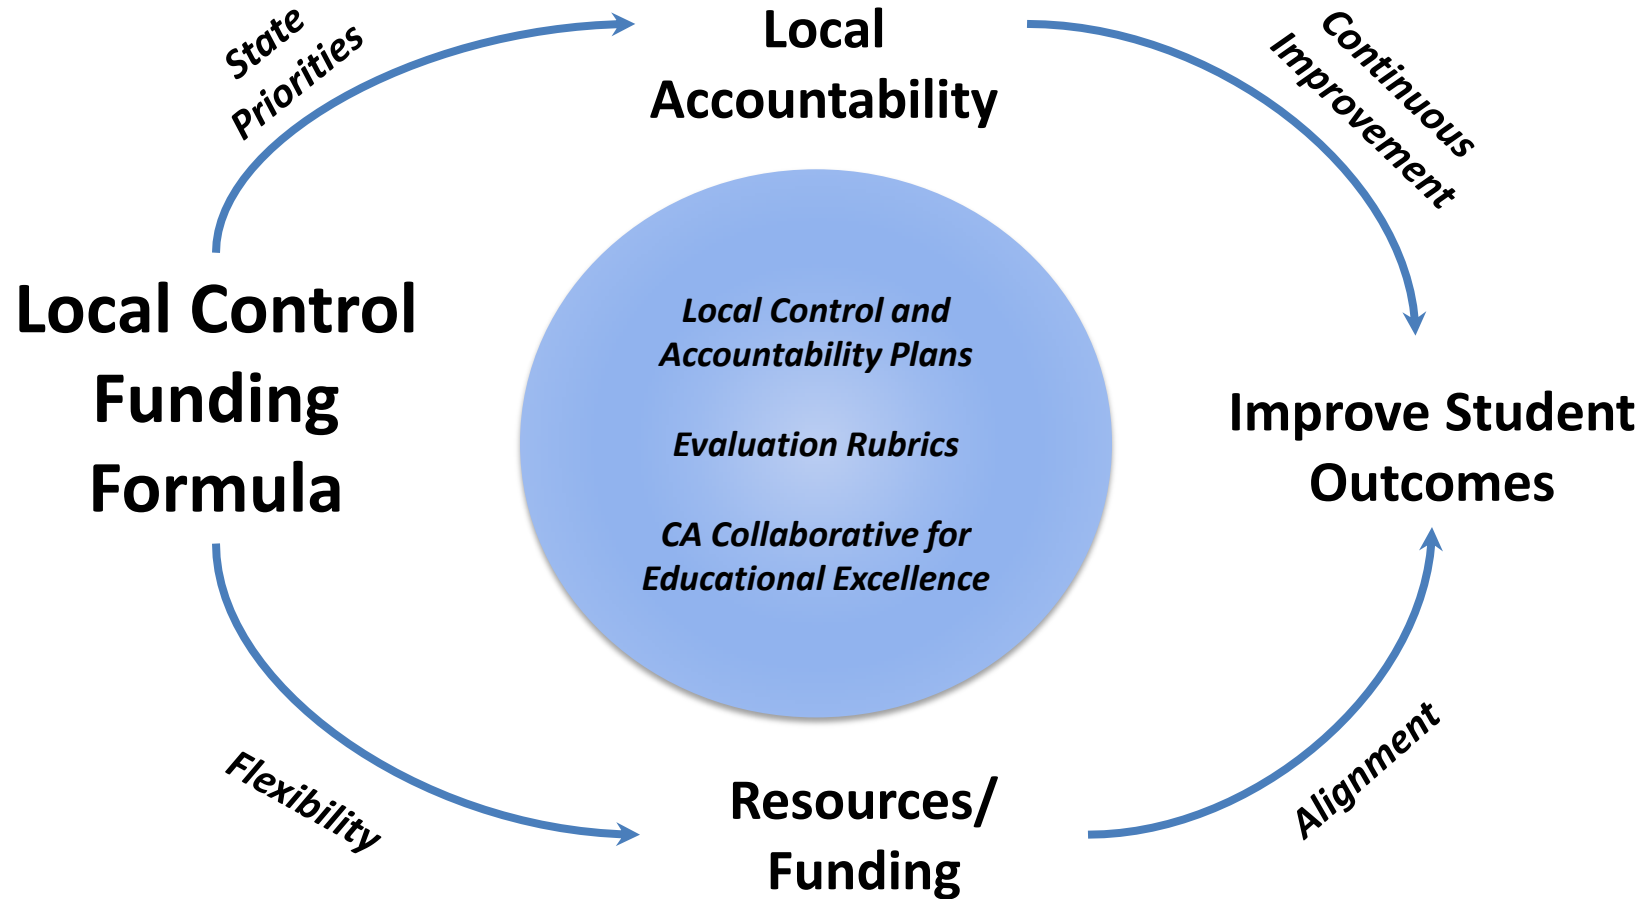 State
Priorities
Local
Accountability
Continuous
Improvement
Local Control
Funding
Formula
Local Control and
Accountability Plans
Evaluation Rubrics
CA Collaborative for
Educational Excellence
Improve Student
Outcomes
Flexibility
Resources/
Funding
Alignment